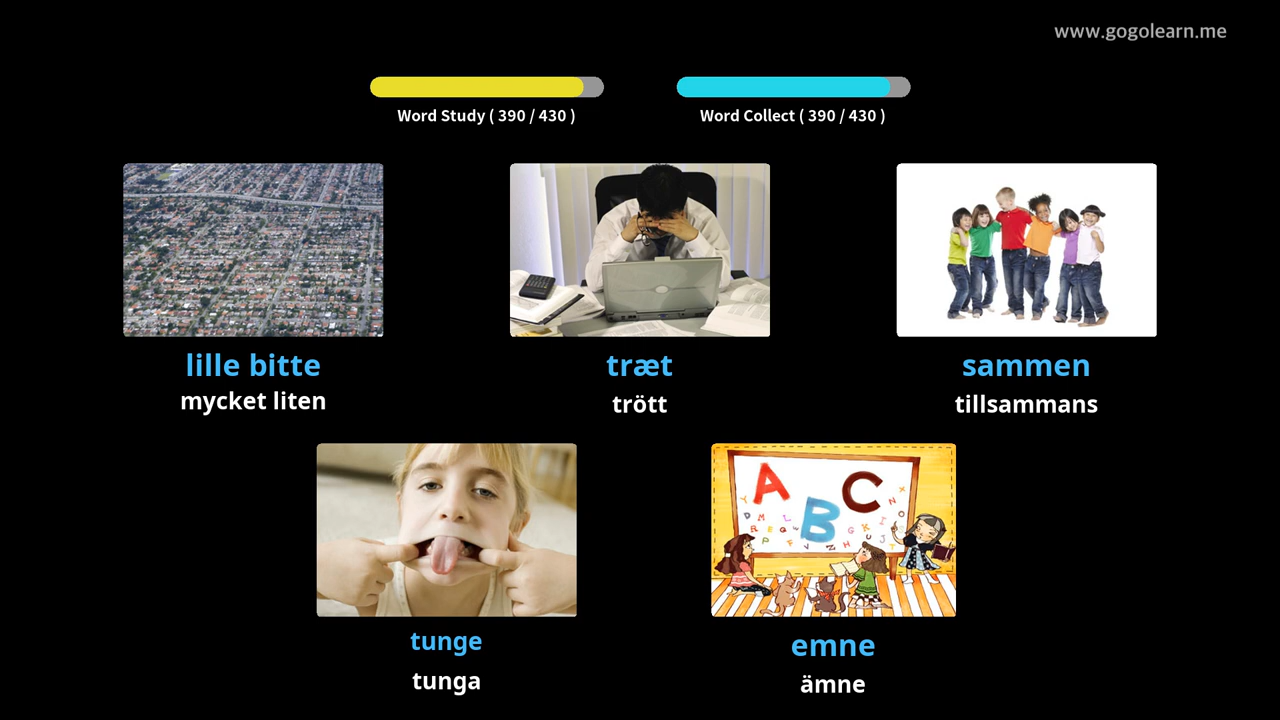 www.gogolearn.me
Word Study ( 390 / 430 )
Word Collect ( 390 / 430 )
lille bitte
mycket liten
træt
trött
sammen
tillsammans
A B C
tunge
tunga
emne
ämne